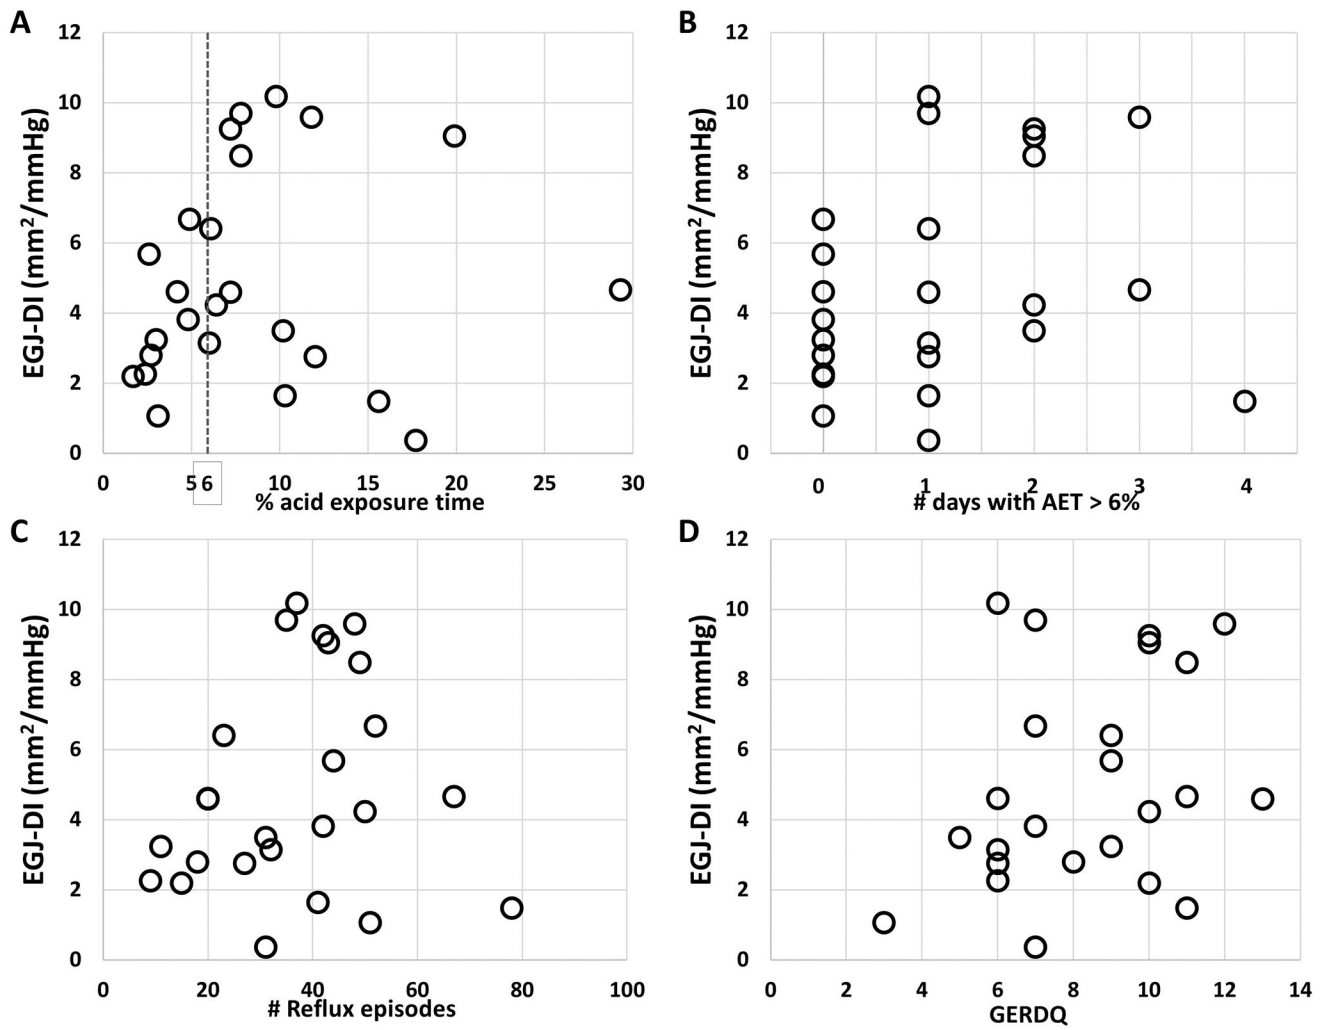 A
EGJ-DI (mm²/mmHg)
12
10
8
6
4
2
0
0 5 6 10 15 20 25 30
% acid exposure time
B
EGJ-DI (mm²/mmHg)
12
10
8
6
4
2
0
0 1 2 3 4
# days with AET > 6%
C
EGJ-DI (mm²/mmHg)
12
10
8
6
4
2
0
0 20 40 60 80 100
# Reflux episodes
D
EGJ-DI (mm²/mmHg)
12
10
8
6
4
2
0
0 2 4 6 8 10 12 14
GERDQ